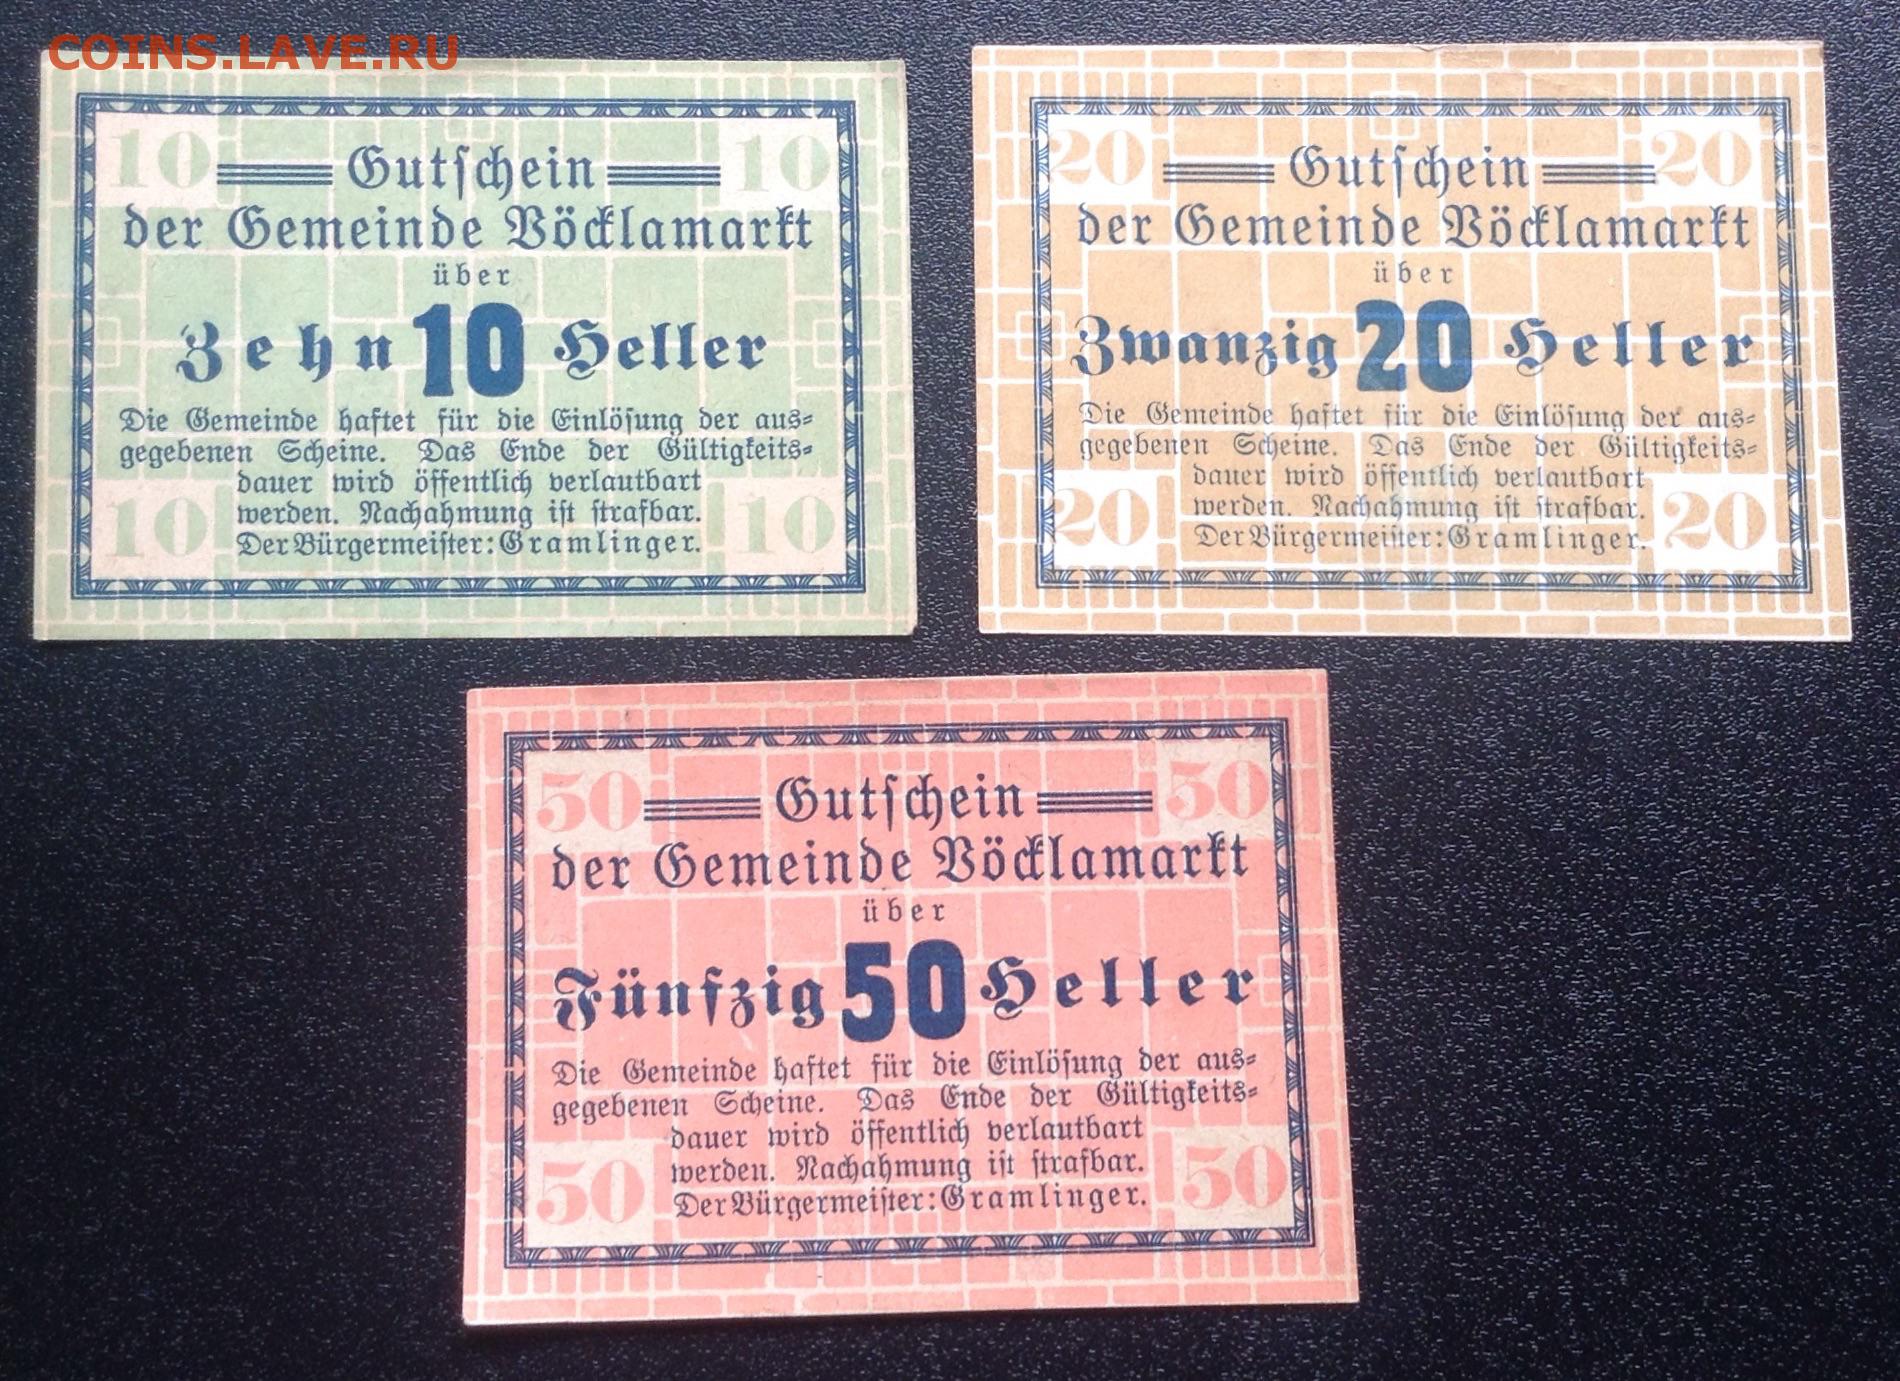 COINS.LAVE.RU
10 10
Gutschein
der Gemeinde Vöcklamarkt
über
Zehn 10 Heller
Die Gemeinde haftet für die Einlösung der aus-
gegebenen Scheine. Das Ende der Gültigkeits-
dauer wird öffentlich verlautbart
werden. Nachahmung ist strafbar.
10 10
Der Bürgermeister: Gramlinger.
20 20
Gutschein
der Gemeinde Vöcklamarkt
über
Zwanzig 20 Heller
Die Gemeinde haftet für die Einlösung der aus-
gegebenen Scheine. Das Ende der Gültigkeits-
dauer wird öffentlich verlautbart
werden. Nachahmung ist strafbar.
20 20
Der Bürgermeister: Gramlinger.
50 50
Gutschein
der Gemeinde Vöcklamarkt
über
Fünfzig 50 Heller
Die Gemeinde haftet für die Einlösung der aus-
gegebenen Scheine. Das Ende der Gültigkeits-
dauer wird öffentlich verlautbart
werden. Nachahmung ist strafbar.
50 50
Der Bürgermeister: Gramlinger.